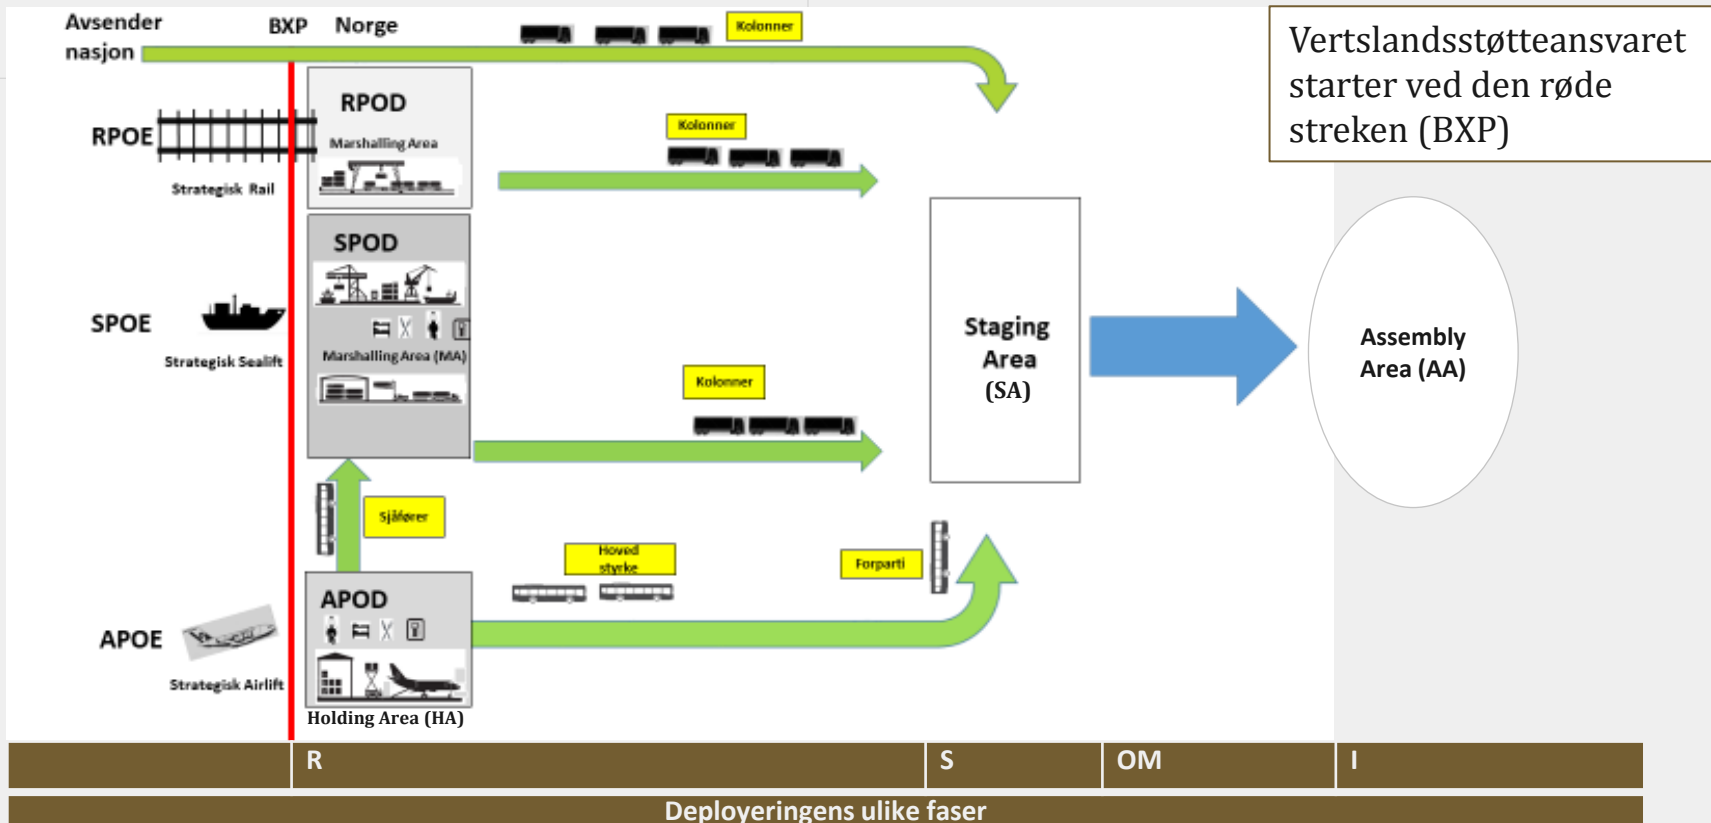 Avsender
nasjon
BXP
Norge
Kolonner
Vertslandsstøtteansvaret
starter ved den røde
streken (BXP)
RPOE
Strategisk Rail
RPOD
Marshalling Area
Kolonner
SPOE
Strategisk Sealift
SPOD
Marshalling Area (MA)
Kolonner
Staging
Area
(SA)
Assembly
Area (AA)
Sjåfører
Hoved
styrke
Forparti
APOE
Strategisk Airlift
APOD
Holding Area (HA)
R
S
OM
I
Deployeringens ulike faser